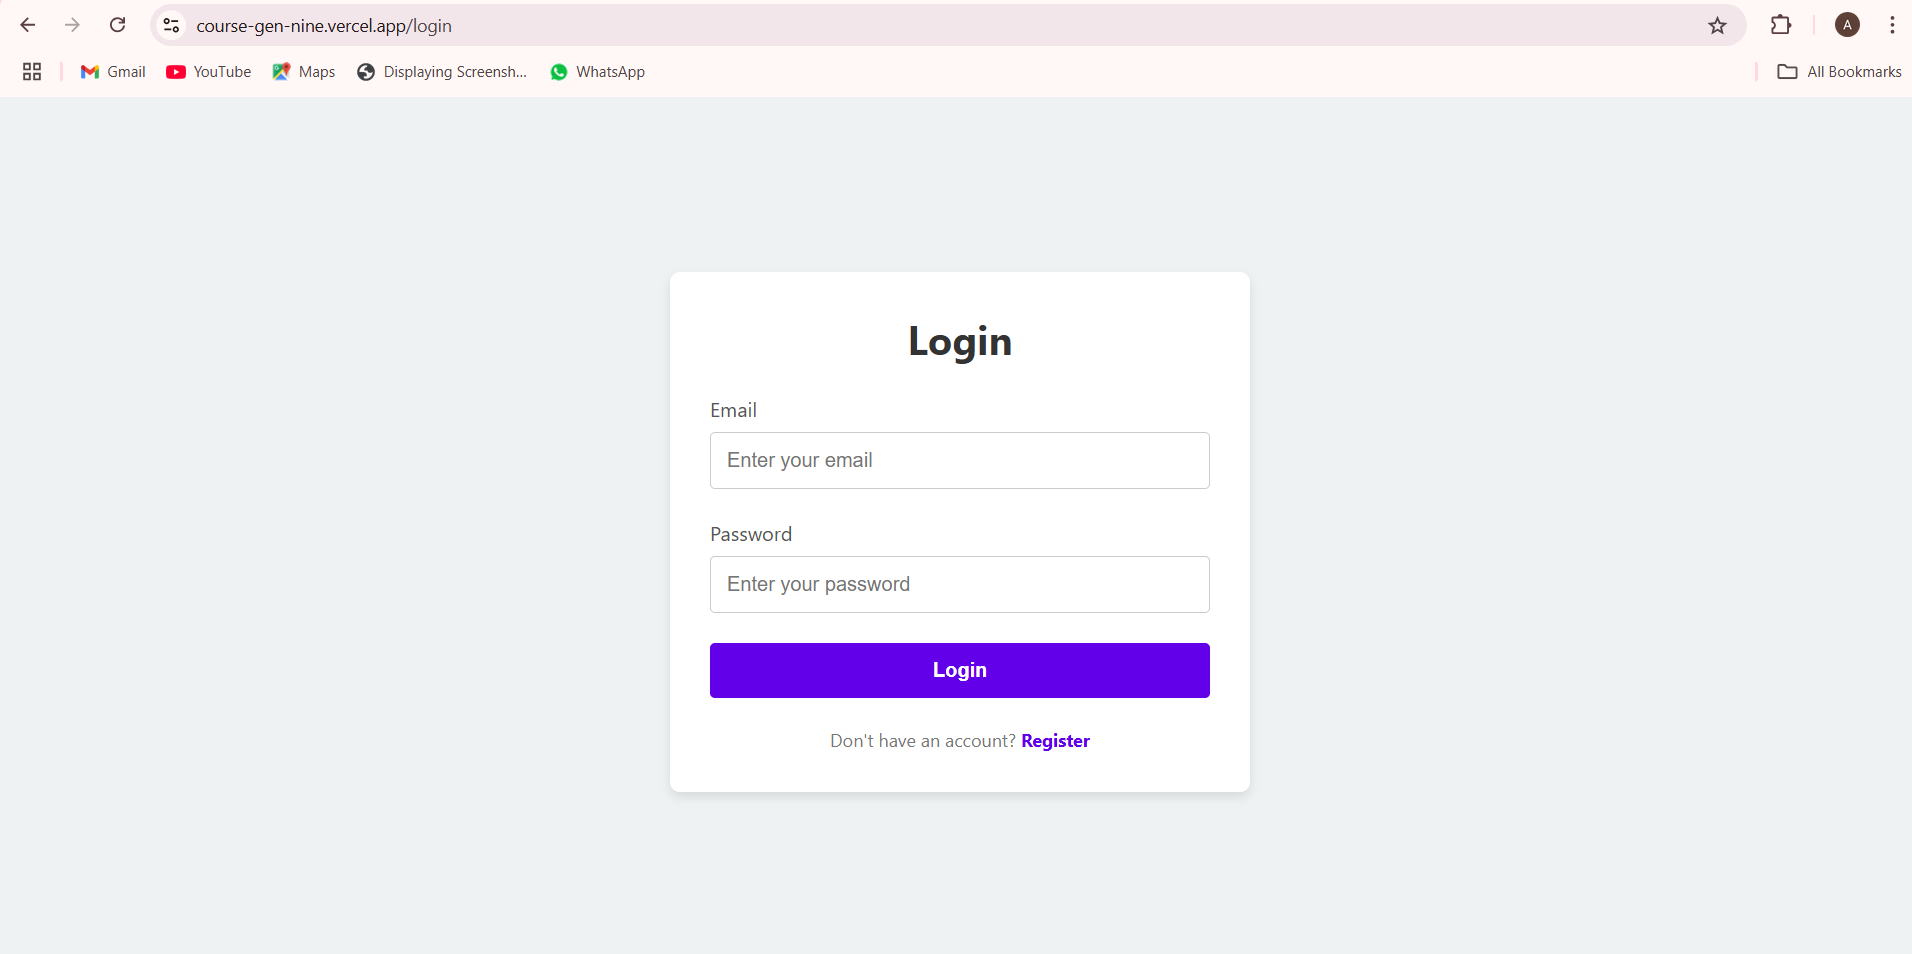 course-gen-nine.vercel.app/login
A
Gmail YouTube Maps Displaying Screensh... WhatsApp All Bookmarks
Login
Email
Enter your email
Password
Enter your password
Login
Don't have an account? Register